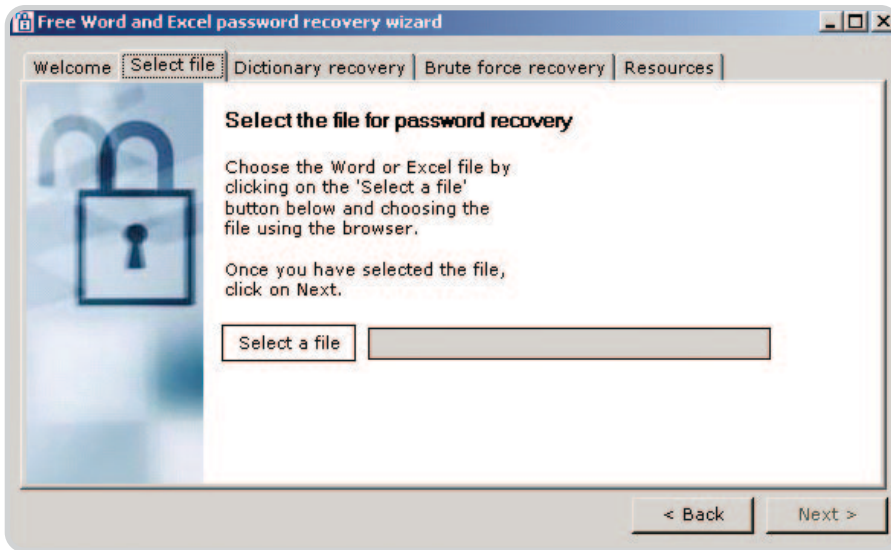 Free Word and Excel password recovery wizard
Welcome Select file Dictionary recovery Brute force recovery Resources
Select the file for password recovery
Choose the Word or Excel file by
clicking on the 'Select a file'
button below and choosing the
file using the browser.
Once you have selected the file,
click on Next.
Select a file
< Back Next >